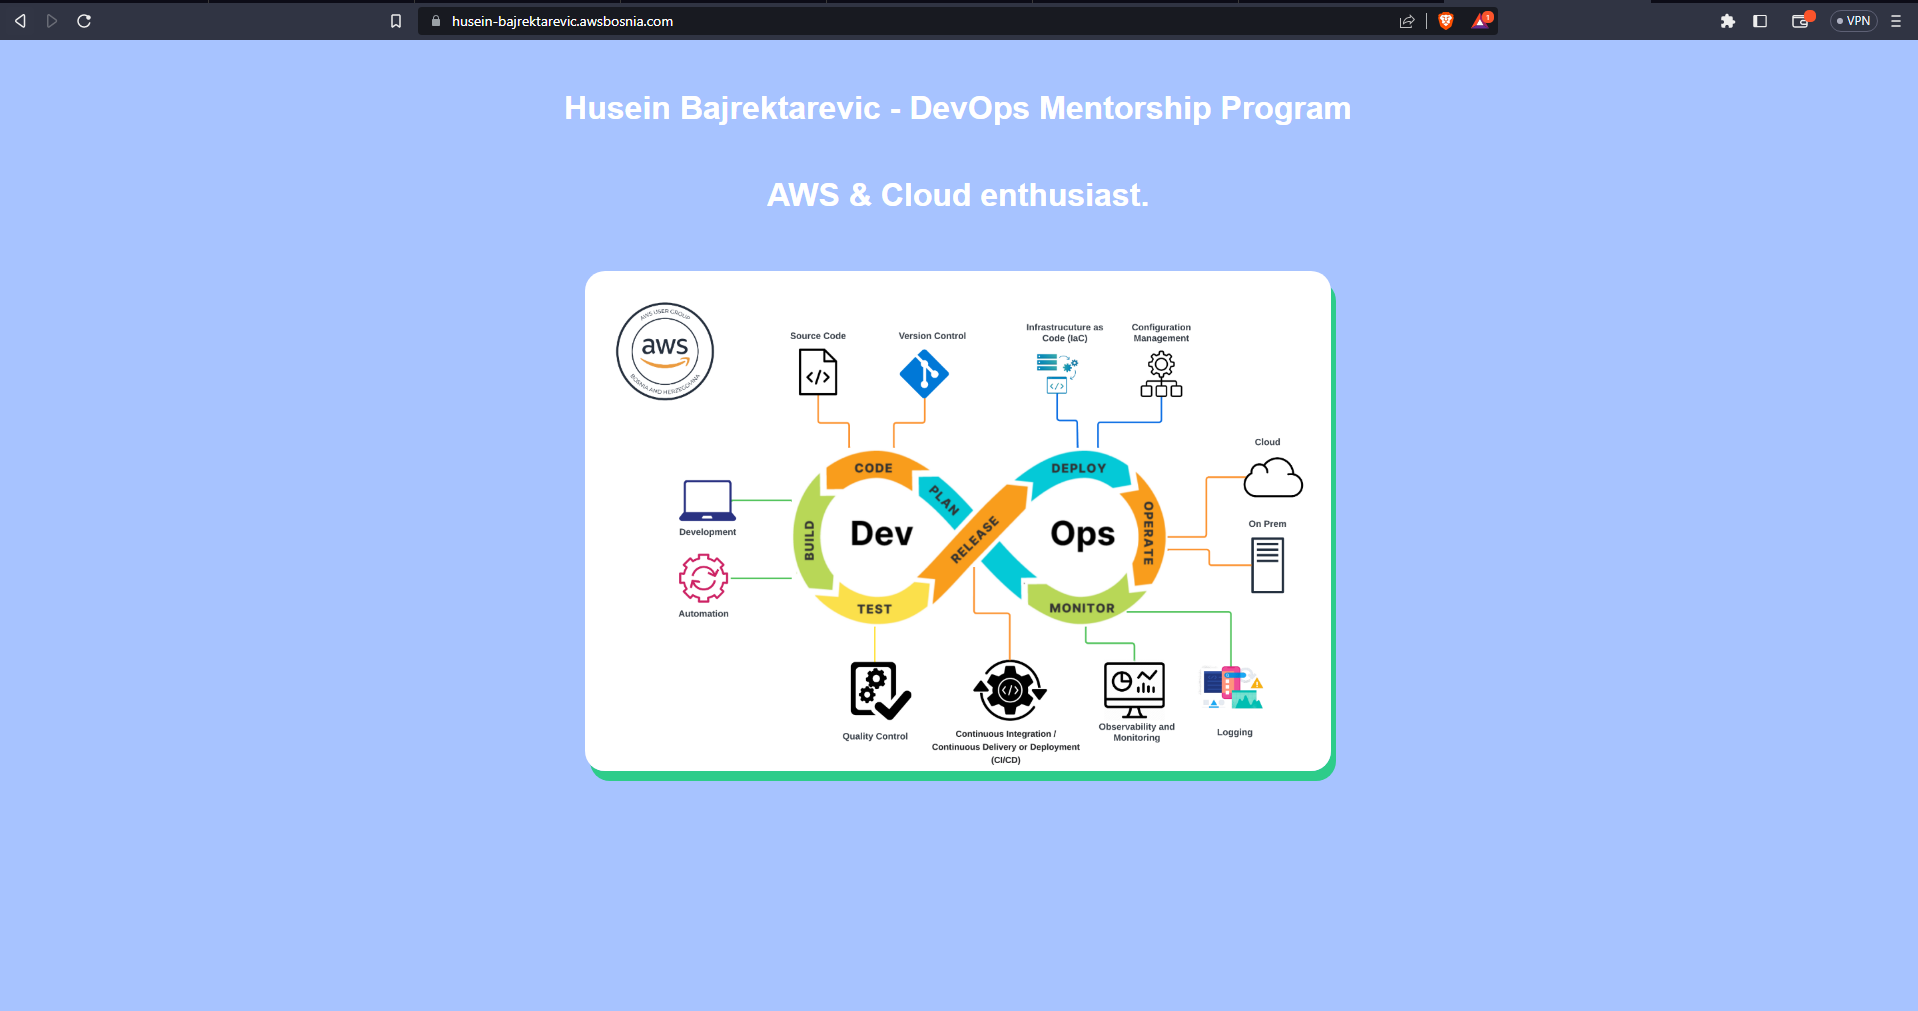 husein-bajrektarevic.awsbosnia.com
1
VPN
Husein Bajrektarevic - DevOps Mentorship Program
AWS & Cloud enthusiast.
AWS USER GROUP
aws
BOSNIA AND HERZEGOVINA
Source Code
Version Control
Infrastrucuture as
Code (IaC)
Configuration
Management
Cloud
On Prem
Development
Automation
CODE
PLAN
BUILD
Dev
RELEASE
TEST
DEPLOY
OPERATE
Ops
MONITOR
Quality Control
Continuous Integration /
Continuous Delivery or Deployment
(CI/CD)
Observability and
Monitoring
Logging